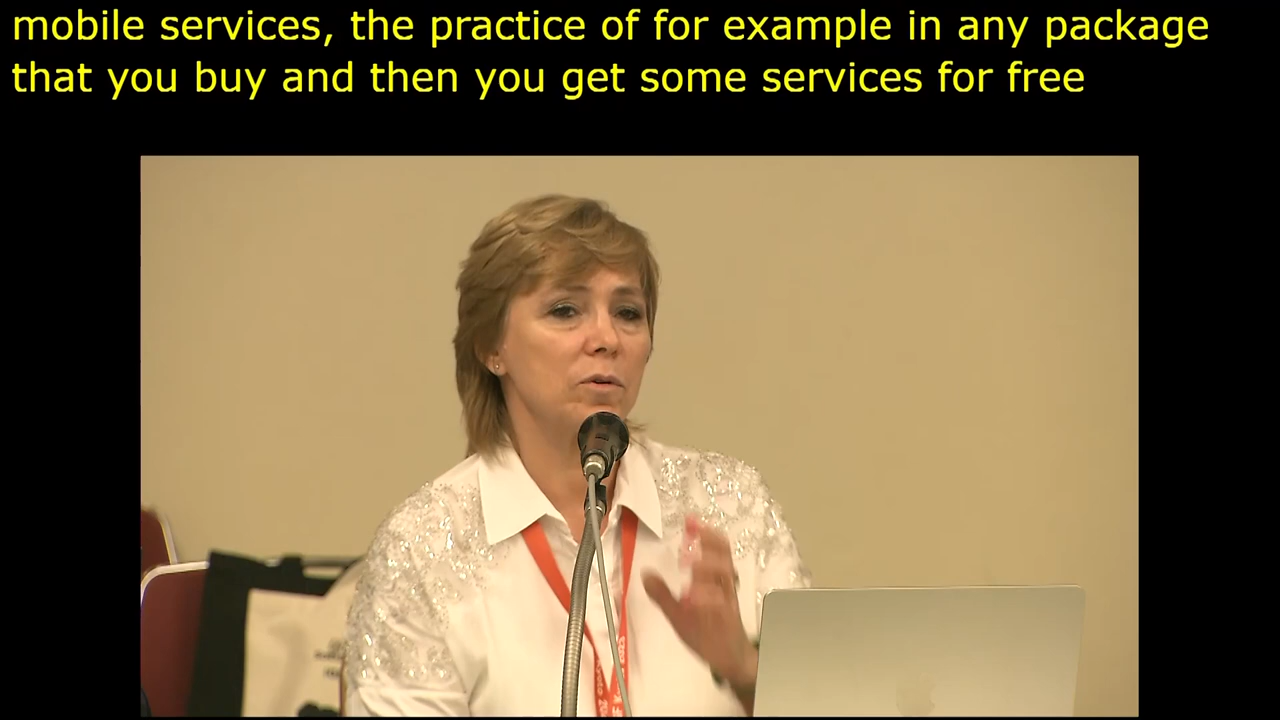 mobile services, the practice of for example in any package
that you buy and then you get some services for free